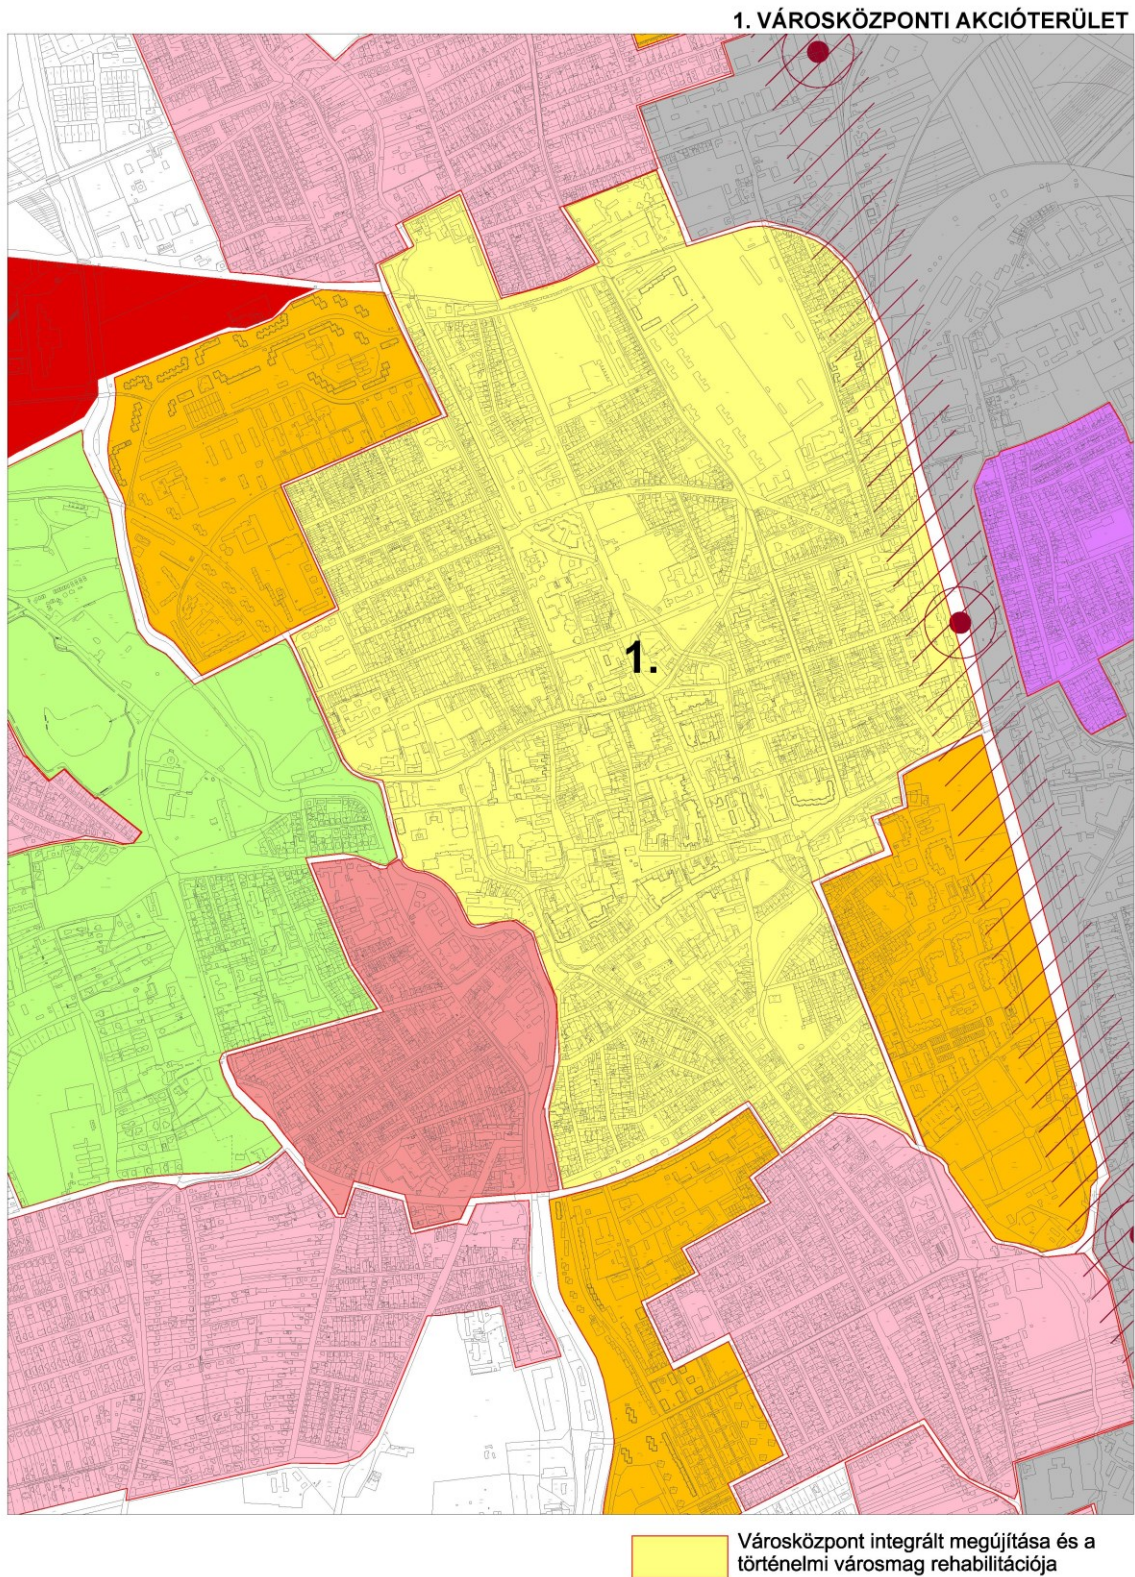 1. VÁROSKÖZPONTI AKCIÓTERÜLET
1.
Városközpont integrált megújítása és a
történelmi városmag rehabilitációja